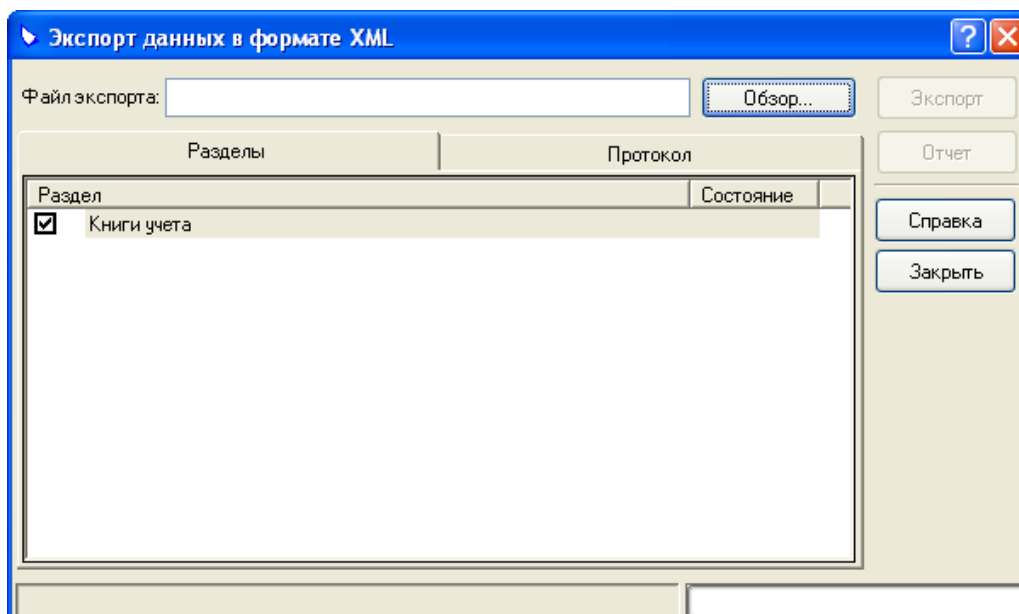 Экспорт данных в формате XML
Файл экспорта: Обзор... Экспорт
Разделы Протокол Отчет
Раздел Состояние
Книги учета Справка
Закрыть